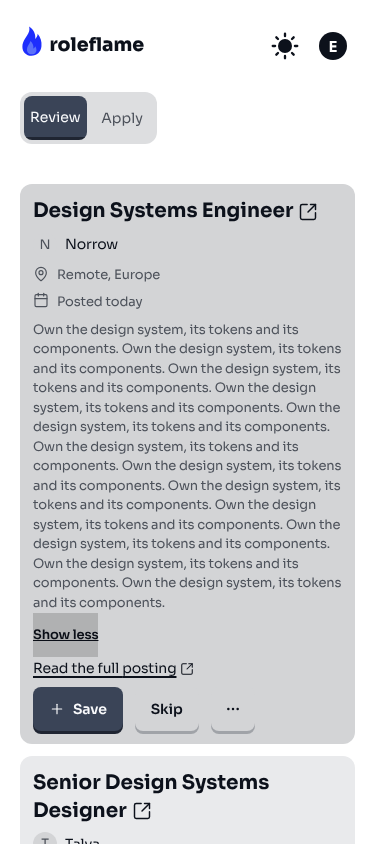 roleflame
E
Review
Apply
Design Systems Engineer
N Norrow
Remote, Europe
Posted today
Own the design system, its tokens and its
components. Own the design system, its tokens
and its components. Own the design system, its
tokens and its components. Own the design
system, its tokens and its components. Own the
design system, its tokens and its components.
Own the design system, its tokens and its
components. Own the design system, its tokens
and its components. Own the design system, its
tokens and its components. Own the design
system, its tokens and its components. Own the
design system, its tokens and its components.
Own the design system, its tokens and its
components. Own the design system, its tokens
and its components.
Show less
Read the full posting
+ Save
Skip
...
Senior Design Systems
Designer
T Talva